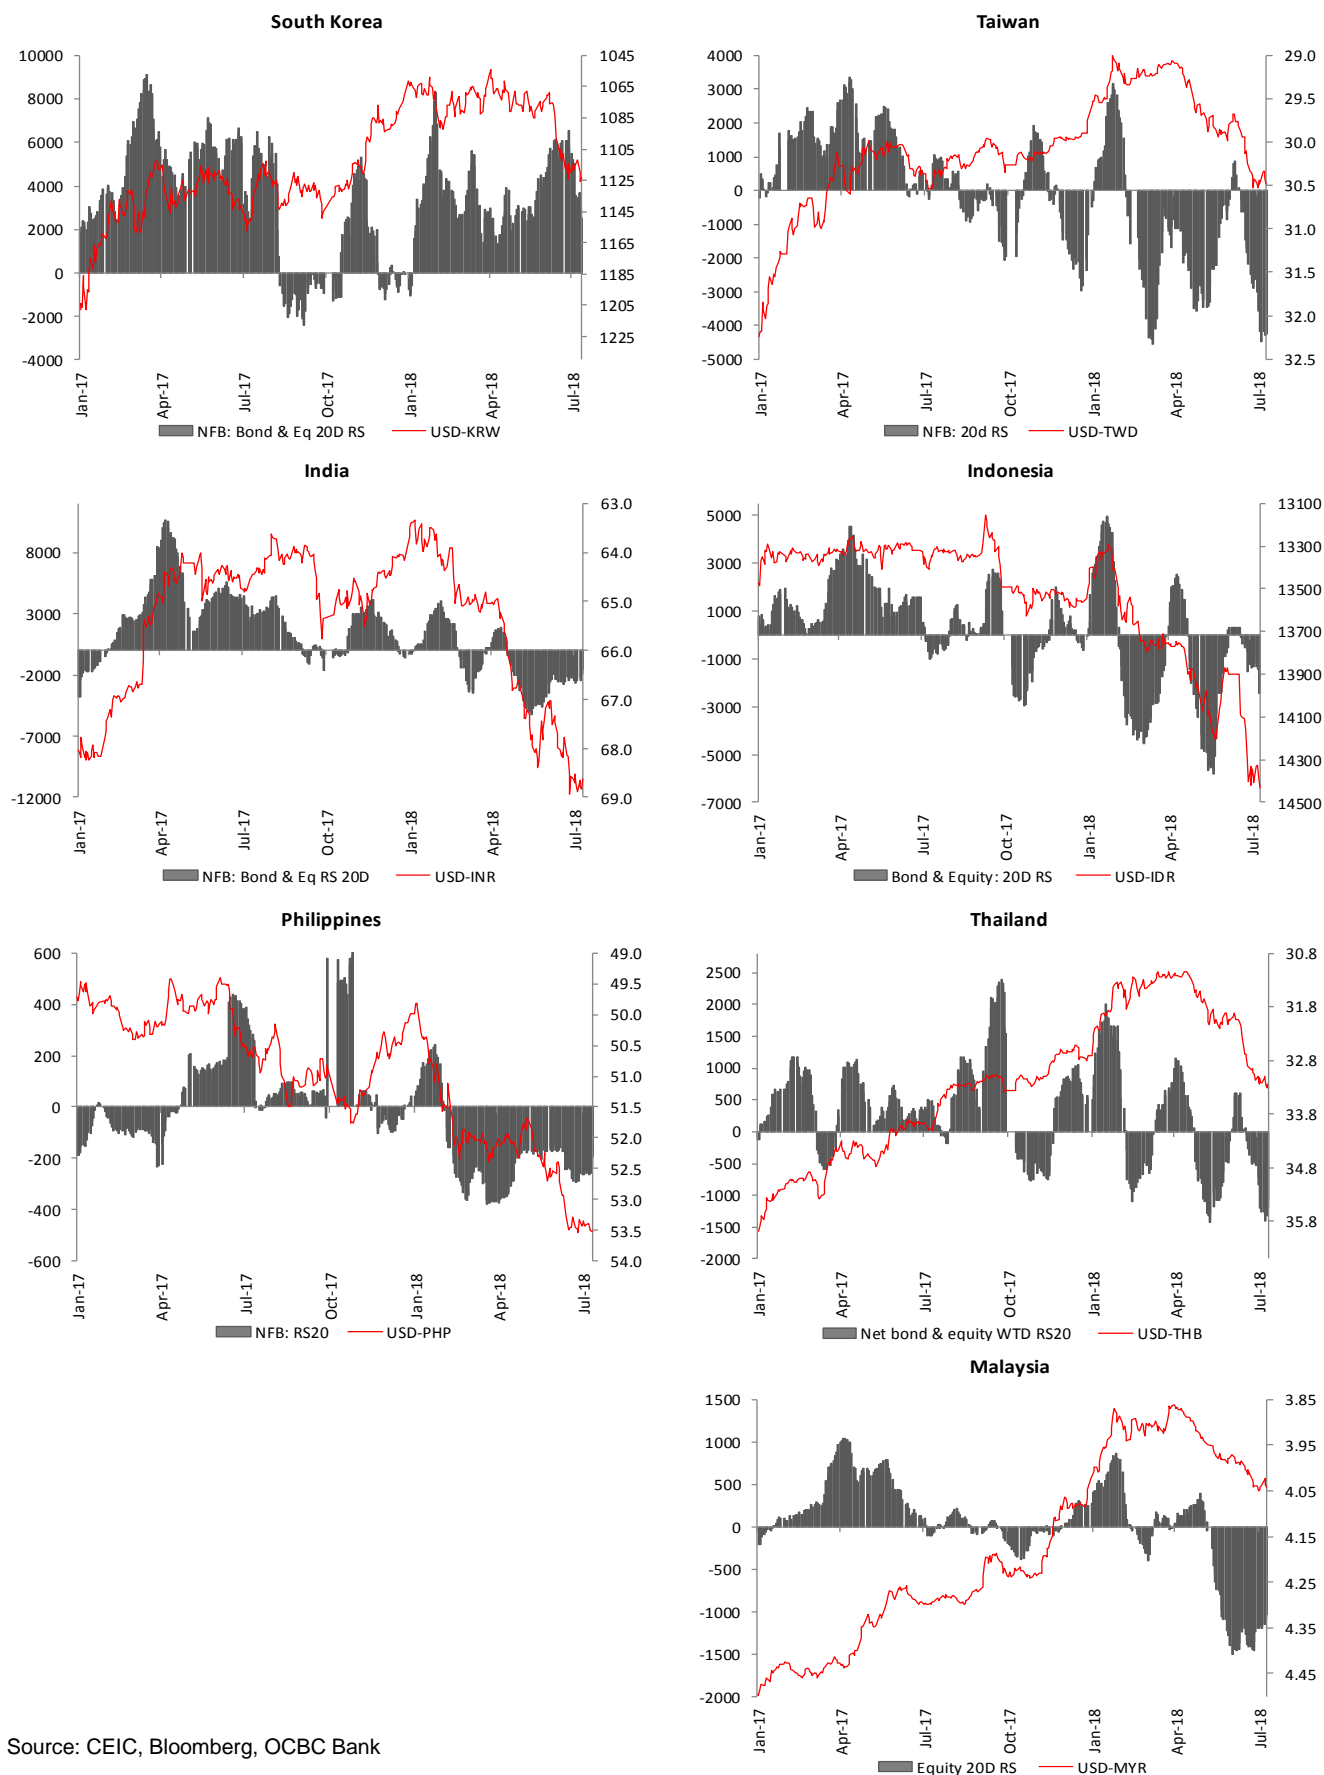 South Korea
10000
8000
6000
4000
2000
0
-2000
-4000
1045
1065
1085
1105
1125
1145
1165
1185
1205
1225
Jan-17
Apr-17
Jul-17
Oct-17
Jan-18
Apr-18
Jul-18
NFB: Bond & Eq 20D RS
USD-KRW
Taiwan
4000
3000
2000
1000
0
-1000
-2000
-3000
-4000
-5000
29.0
29.5
30.0
30.5
31.0
31.5
32.0
32.5
Jan-17
Apr-17
Jul-17
Oct-17
Jan-18
Apr-18
Jul-18
NFB: 20d RS
USD-TWD
India
8000
3000
-2000
-7000
-12000
63.0
64.0
65.0
66.0
67.0
68.0
69.0
Jan-17
Apr-17
Jul-17
Oct-17
Jan-18
Apr-18
Jul-18
NFB: Bond & Eq RS 20D
USD-INR
Indonesia
5000
3000
1000
-1000
-3000
-5000
-7000
13100
13300
13500
13700
13900
14100
14300
14500
Jan-17
Apr-17
Jul-17
Oct-17
Jan-18
Apr-18
Jul-18
Bond & Equity: 20D RS
USD-IDR
Philippines
600
400
200
0
-200
-400
-600
49.0
49.5
50.0
50.5
51.0
51.5
52.0
52.5
53.0
53.5
54.0
Jan-17
Apr-17
Jul-17
Oct-17
Jan-18
Apr-18
Jul-18
NFB: RS20
USD-PHP
Thailand
2500
2000
1500
1000
500
0
-500
-1000
-1500
-2000
30.8
31.8
32.8
33.8
34.8
35.8
Jan-17
Apr-17
Jul-17
Oct-17
Jan-18
Apr-18
Jul-18
Net bond & equity WTD RS20
USD-THB
Malaysia
1500
1000
500
0
-500
-1000
-1500
-2000
3.85
3.95
4.05
4.15
4.25
4.35
4.45
Jan-17
Apr-17
Jul-17
Oct-17
Jan-18
Apr-18
Jul-18
Equity 20D RS
USD-MYR
Source: CEIC, Bloomberg, OCBC Bank